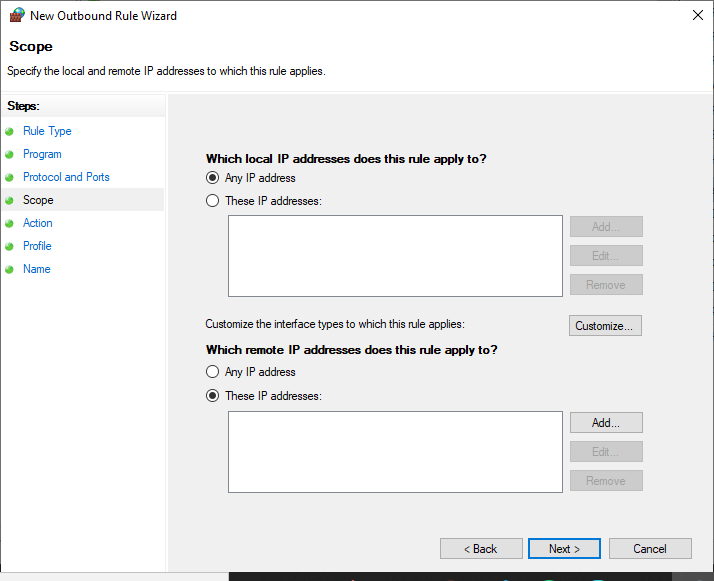 New Outbound Rule Wizard
Scope
Specify the local and remote IP addresses to which this rule applies.
Steps:
Rule Type
Program
Protocol and Ports
Scope
Action
Profile
Name
Which local IP addresses does this rule apply to?
Any IP address
These IP addresses:
Add...
Edit...
Remove
Customize the interface types to which this rule applies:
Customize...
Which remote IP addresses does this rule apply to?
Any IP address
These IP addresses:
Add...
Edit...
Remove
< Back
Next >
Cancel